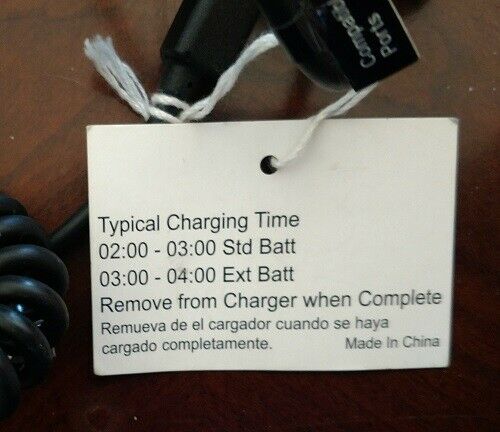 Ports
Typical Charging Time
02:00 - 03:00 Std Batt
03:00 - 04:00 Ext Batt
Remove from Charger when Complete
Remueva de el cargador cuando se haya
cargado completamente. Made In China